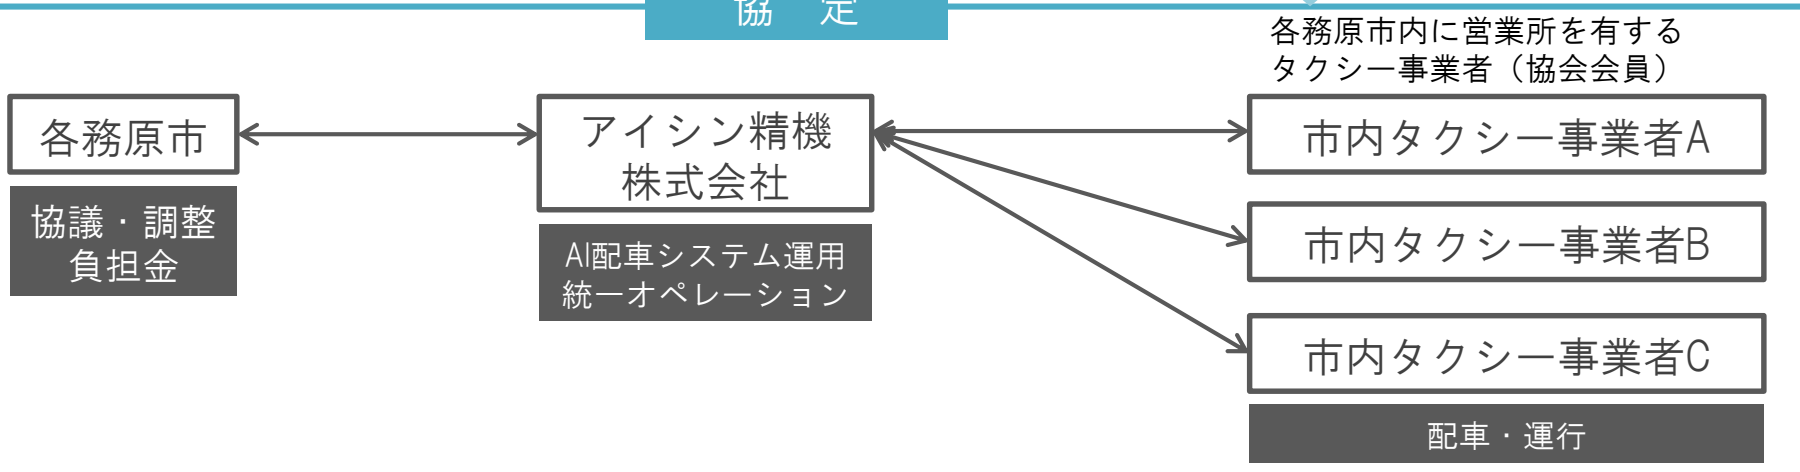 協 定
各務原市内に営業所を有する
タクシー事業者（協会会員）
各務原市
協議・調整
負担金
アイシン精機
株式会社
AI配車システム運用
統一オペレーション
市内タクシー事業者A
市内タクシー事業者B
市内タクシー事業者C
配車・運行